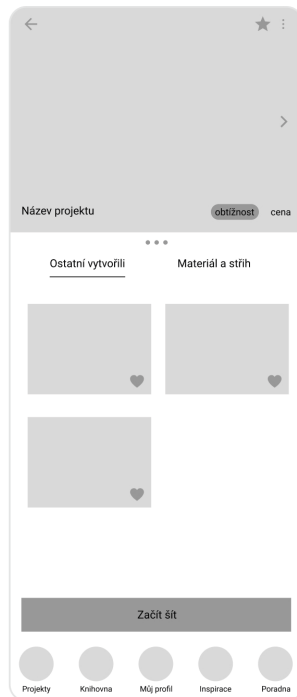 Název projektu
obtížnost cena
Ostatní vytvořili Materiál a střih
Začít šít
Projekty Knihovna Můj profil Inspirace Poradna